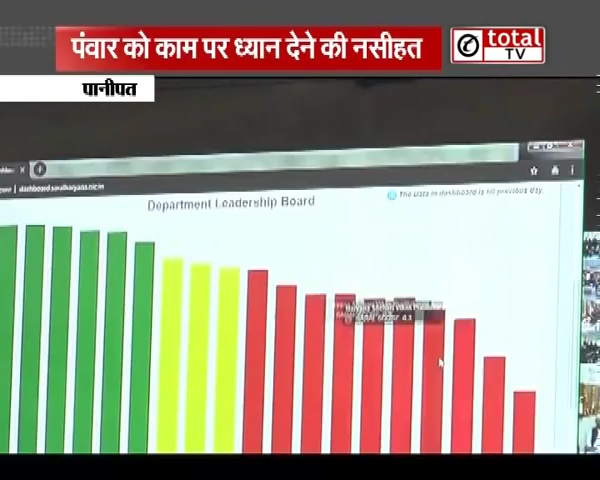 पंवार को काम पर ध्यान देने की नसीहत
total
TV
पानीपत
dashboard.saralharyana.nic.in
Department Leadership Board
The Data in dashboard is till previous day.